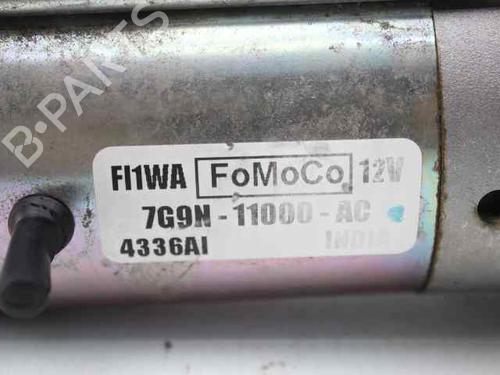 B-PARTS
FI1WA FoMoCo 12V
7G9N-11000-AC
4336AI INDIA